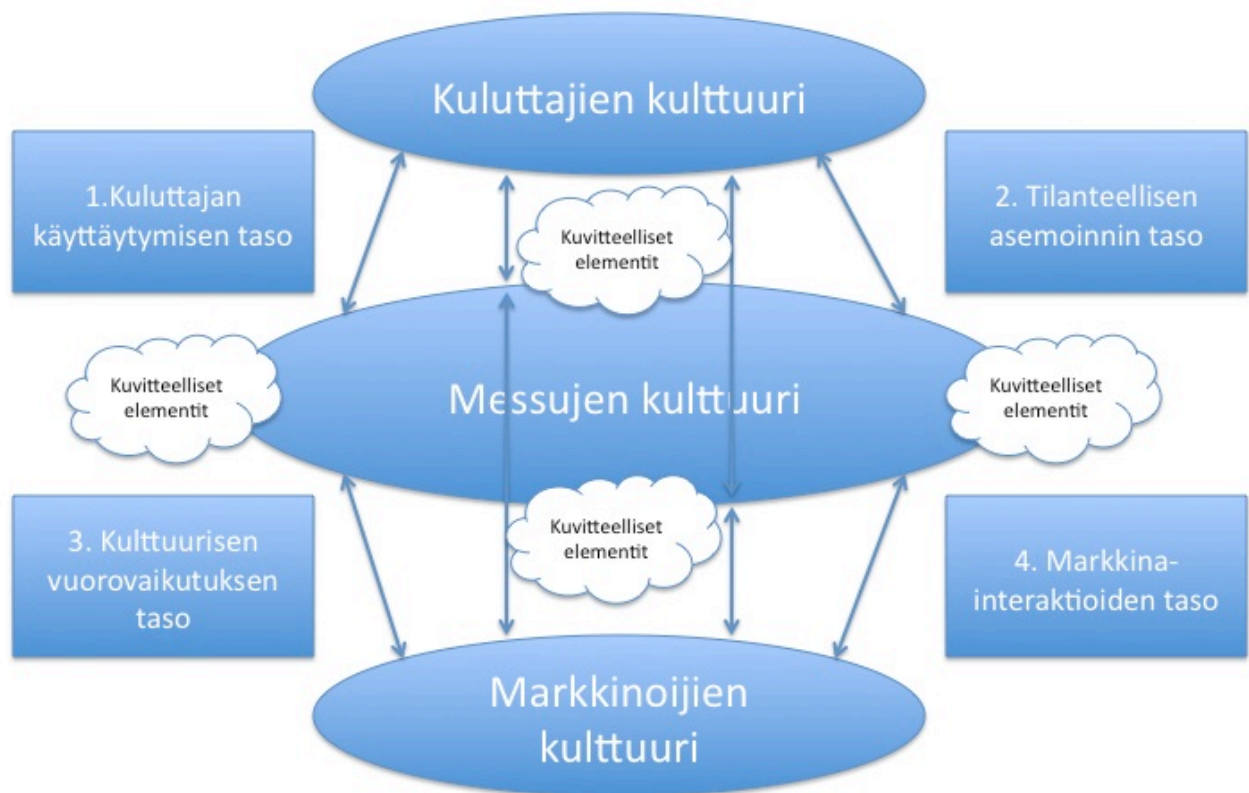 Kuluttajien kulttuuri
1.Kuluttajan
käyttäytymisen taso
2. Tilanteellisen
asemoinnin taso
Kuvitteelliset
elementit
Kuvitteelliset
elementit
Messujen kulttuuri
Kuvitteelliset
elementit
Kuvitteelliset
elementit
3. Kulttuurisen
vuorovaikutuksen
taso
4. Markkina-
interaktioiden taso
Markkinoijien
kulttuuri